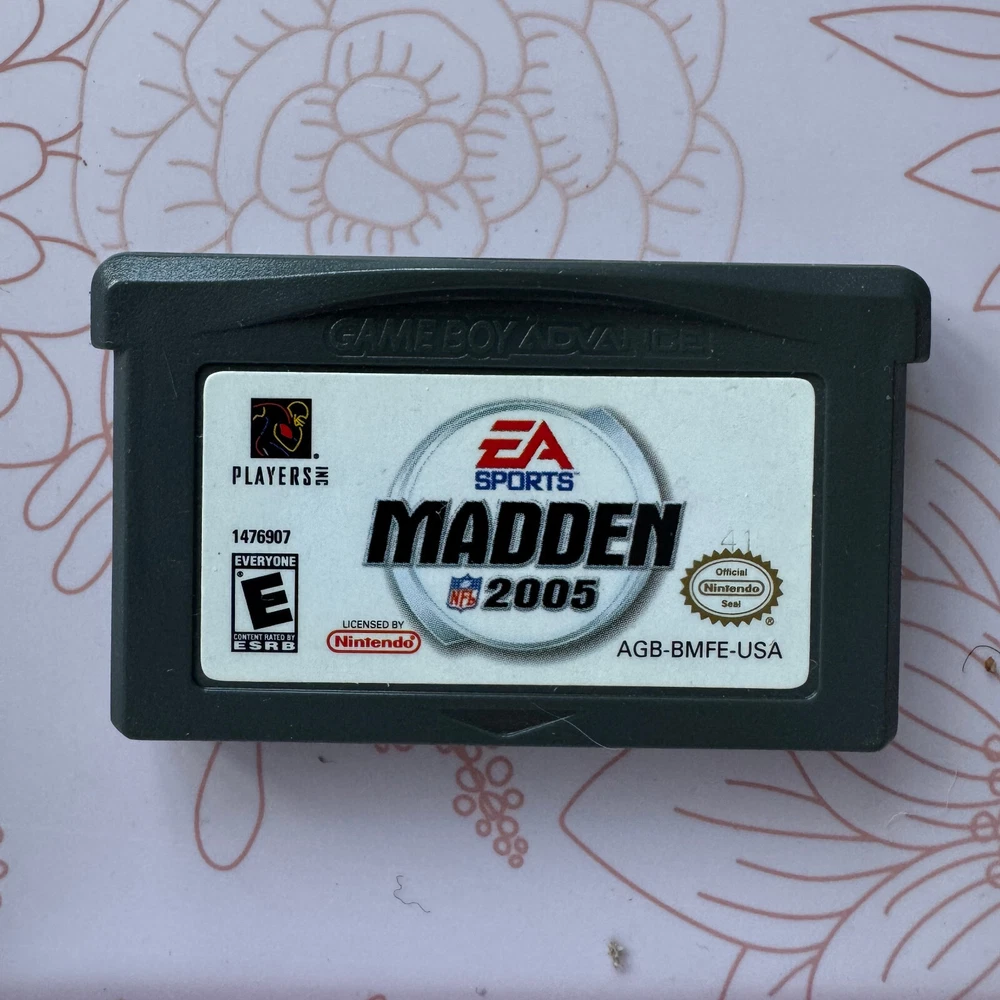 GAME BOY ADVANCE
PLAYERS INC
EA
SPORTS
MADDEN
NFL 2005
1476907
EVERYONE
E
CONTENT RATED BY
ESRB
LICENSED BY
Nintendo
41
Official
Nintendo
Seal
AGB-BMFE-USA